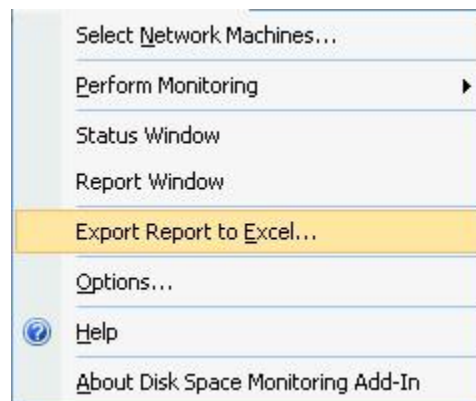 Select Network Machines...
Perform Monitoring
Status Window
Report Window
Export Report to Excel...
Options...
Help
About Disk Space Monitoring Add-In